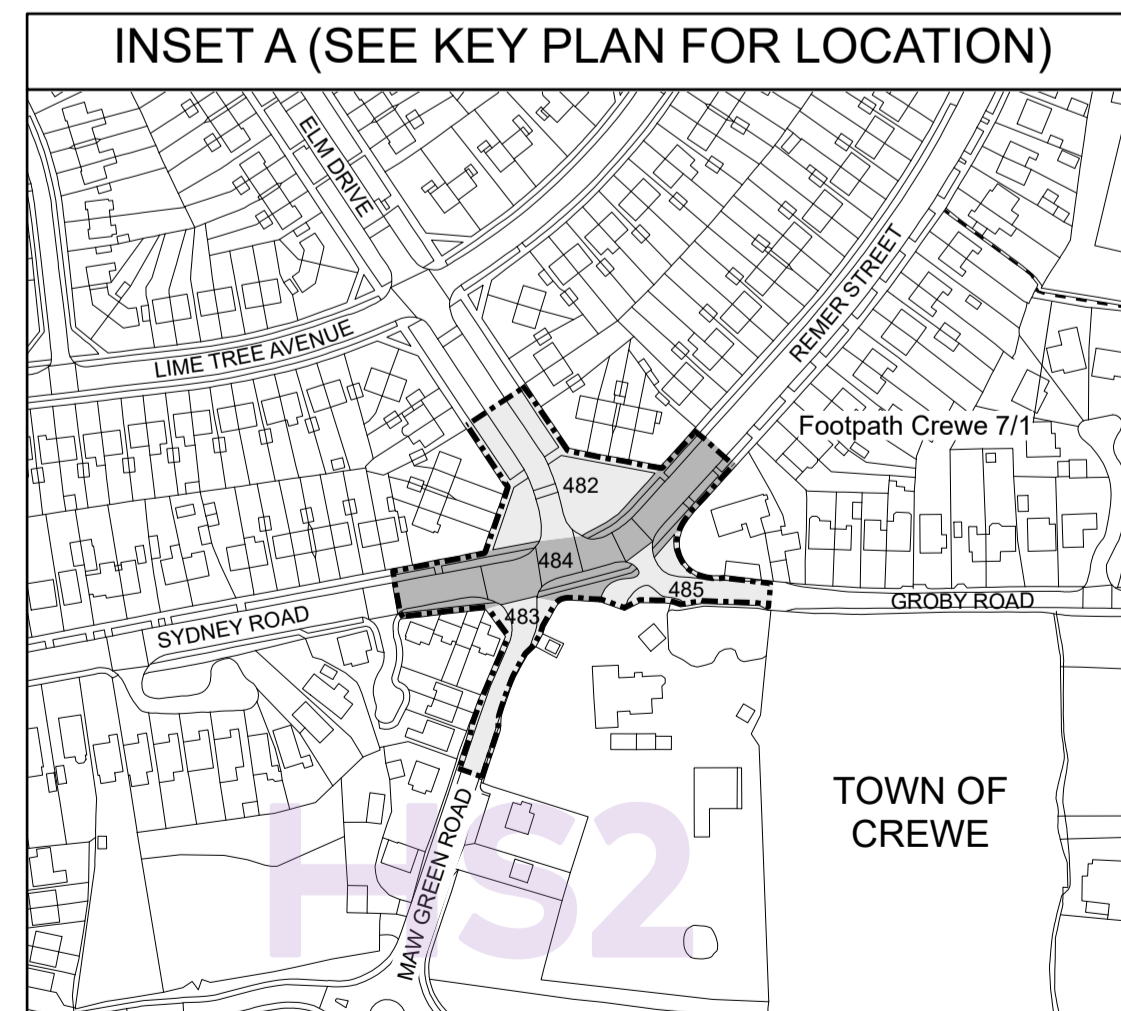 INSET A (SEE KEY PLAN FOR LOCATION)
ELM DRIVE
LIME TREE AVENUE
REMER STREET
Footpath Crewe 7/1
482
484
485
483
GROBY ROAD
SYDNEY ROAD
MAW GREEN ROAD
TOWN OF
CREWE
HS2